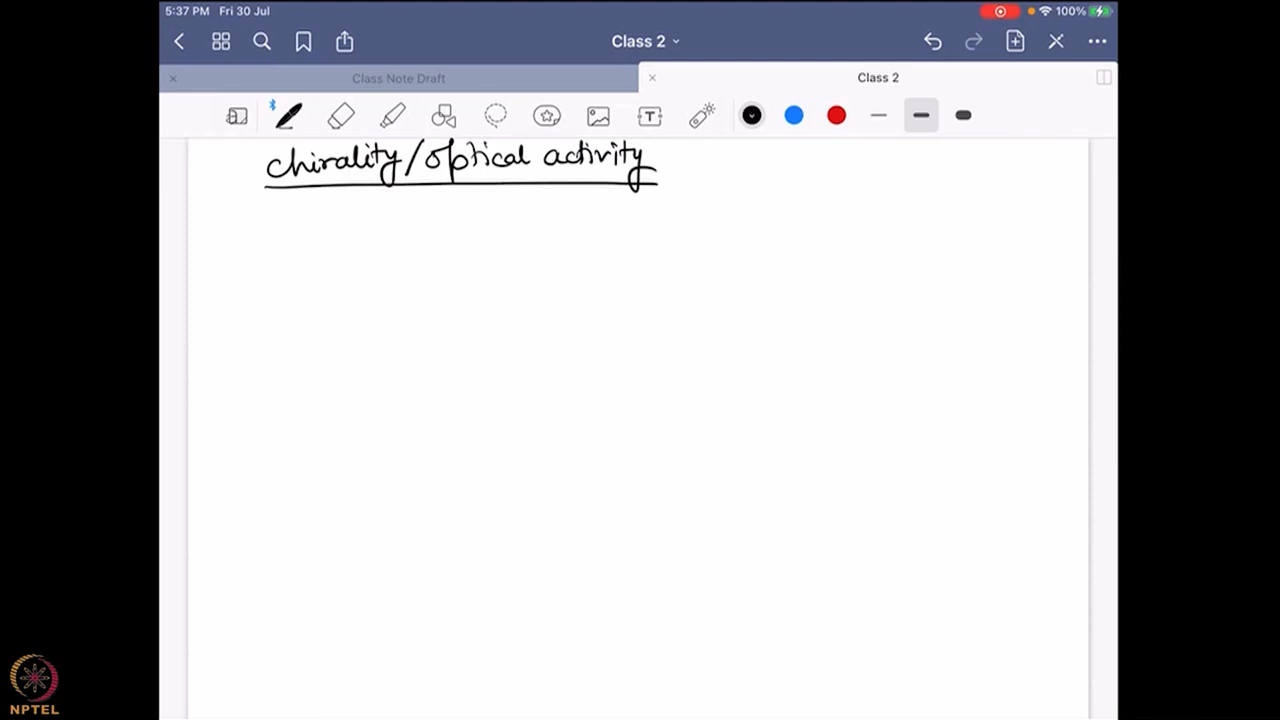 5:37 PM Fri 30 Jul
100%
Class 2
Class Note Draft
Class 2
T
chirality/optical activity
NPTEL